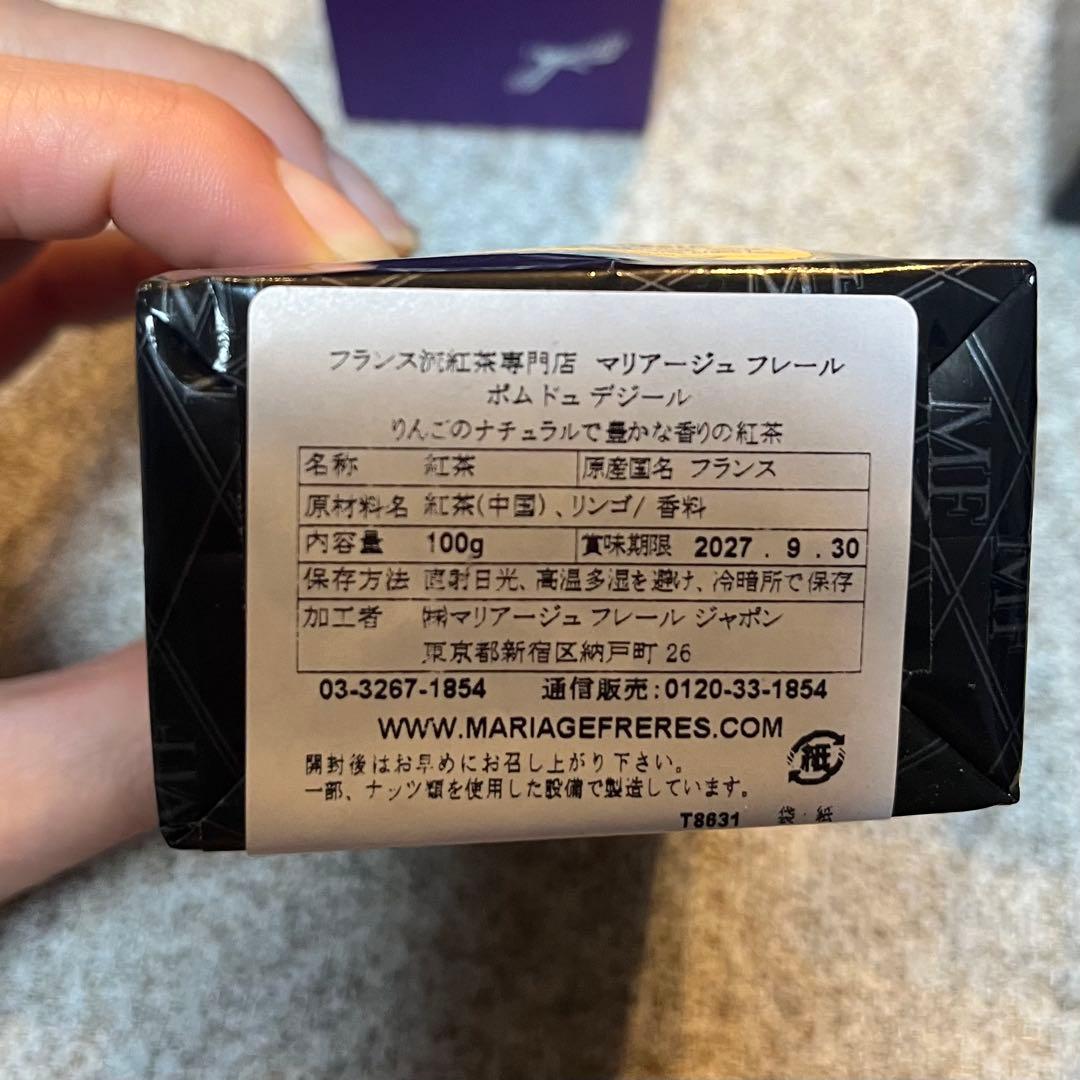 フランス流紅茶専門店 マリアージュ フレール
ポム ドュ デジール
りんごのナチュラルで豊かな香りの紅茶
名称 紅茶 原産国名 フランス
原材料名 紅茶(中国)、リンゴ/ 香料
内容量 100g 賞味期限 2027 . 9 . 30
保存方法 直射日光、高温多湿を避け、冷暗所で保存
加工者 ㈱マリアージュ フレール ジャポン
東京都新宿区納戸町 26
03-3267-1854 通信販売:0120-33-1854
WWW.MARIAGEFRERES.COM
紙
開封後はお早めにお召し上がり下さい。
一部、ナッツ類を使用した設備で製造しています。
T8631 袋・紙
MF
MF
MF